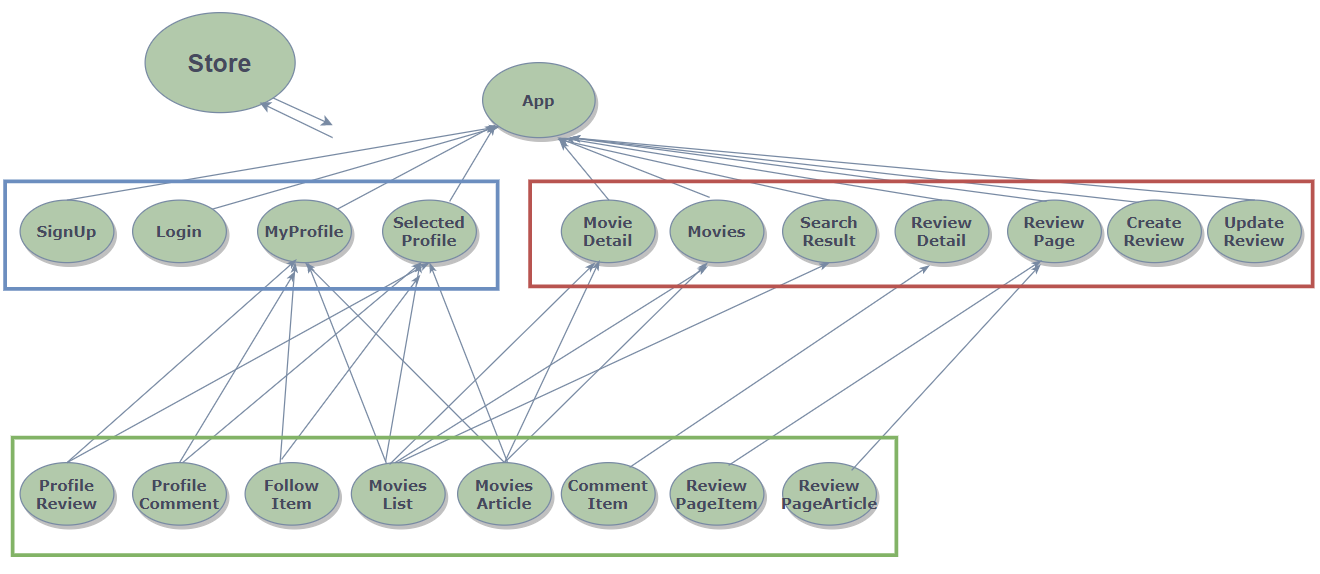 Store
App
SignUp
Login
MyProfile
Selected
Profile
Movie
Detail
Movies
Search
Result
Review
Detail
Review
Page
Create
Review
Update
Review
Profile
Review
Profile
Comment
Follow
Item
Movies
List
Movies
Article
Comment
Item
Review
PageItem
Review
PageArticle